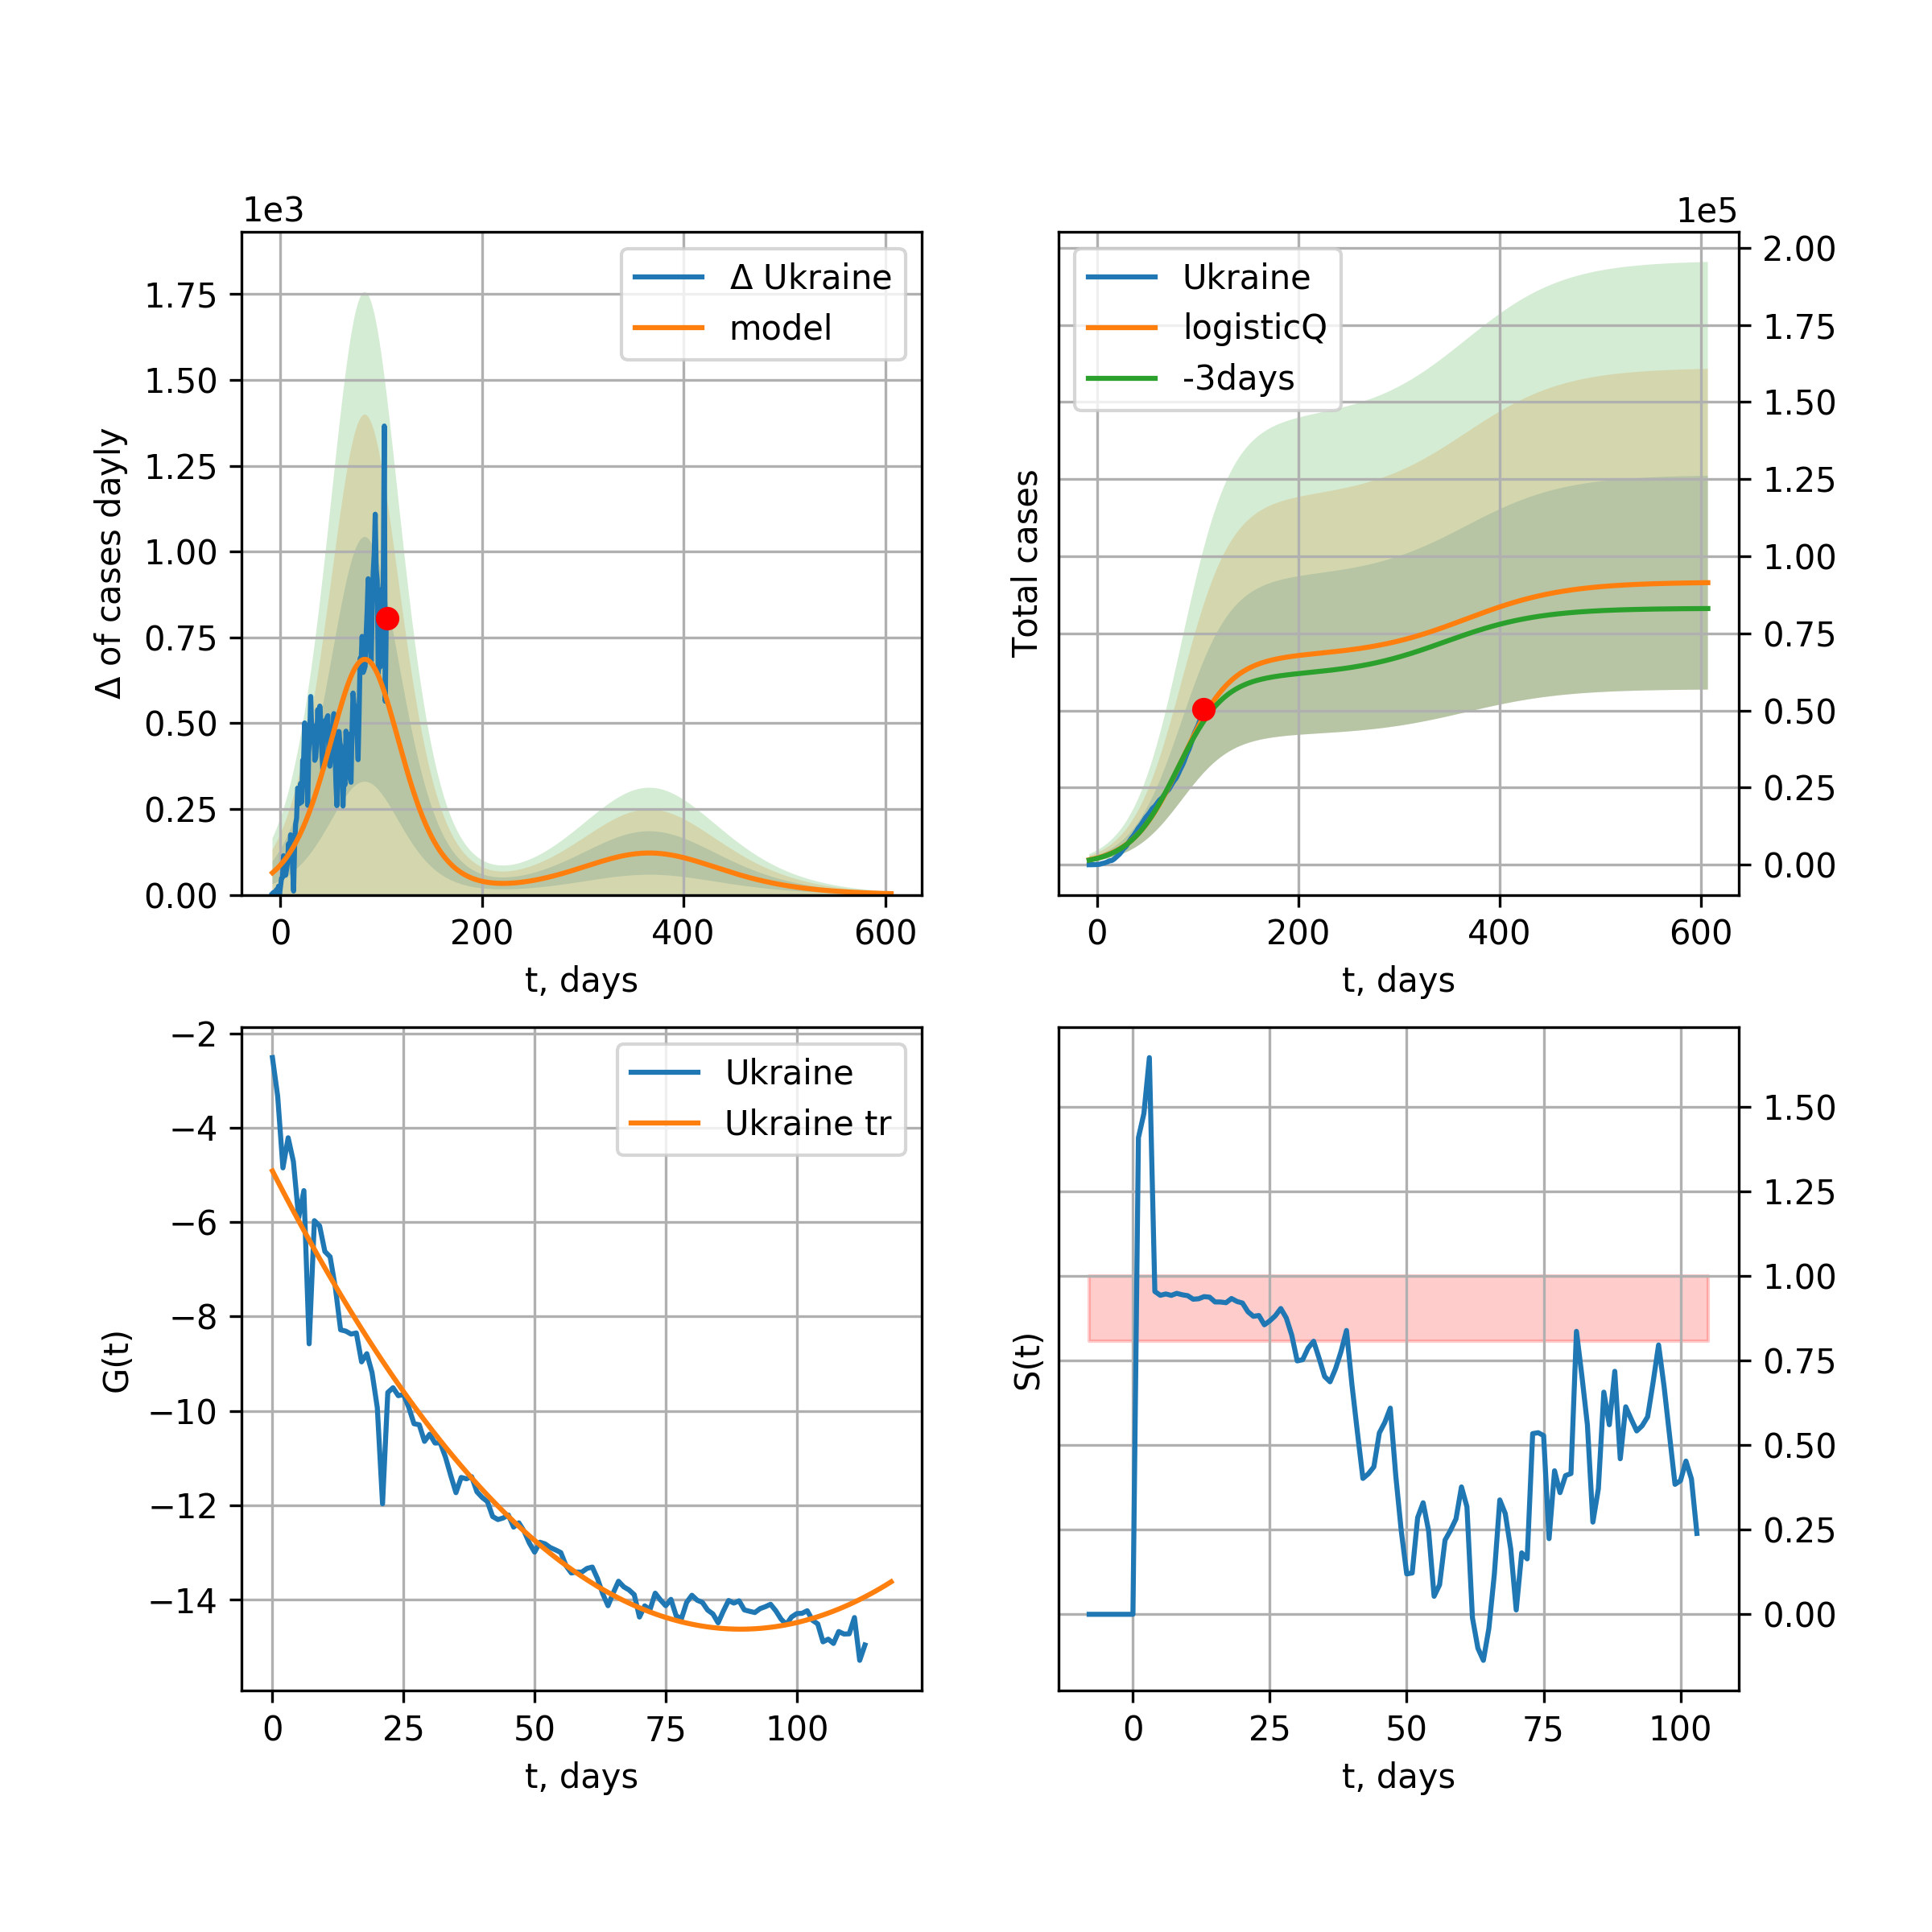 1e3
Δ of cases dayly
1.75
1.50
1.25
1.00
0.75
0.50
0.25
0.00
0 200 400 600
t, days
Δ Ukraine
model
1e5
Total cases
2.00
1.75
1.50
1.25
1.00
0.75
0.50
0.25
0.00
0 200 400 600
t, days
Ukraine
logisticQ
-3days
G(t)
−2
−4
−6
−8
−10
−12
−14
0 25 50 75 100
t, days
Ukraine
Ukraine tr
S(t)
1.50
1.25
1.00
0.75
0.50
0.25
0.00
0 25 50 75 100
t, days